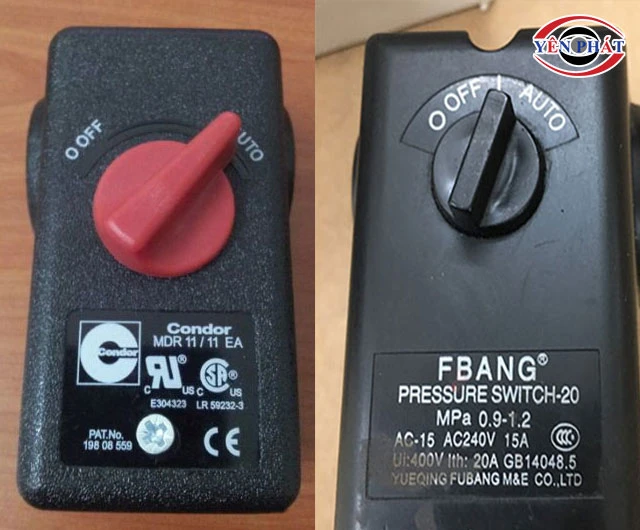 YÊN PHÁT
O OFF
AUTO
Condor
Condor
MDR 11 / 11 EA
C US
SA
C US
E304323 LR 59232-3
PAT.No.
198 08 559
CE
O OFF I AUTO
FBANG®
PRESSURE SWITCH-20
MPa 0.9-1.2
AC-15 AC240V 15A
CCC
Ui:400V Ith: 20A GB14048.5
YUEQING FUBANG M&E CO.,LTD